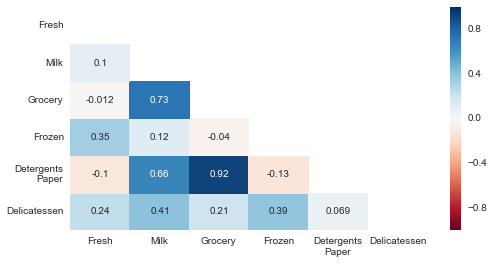 Fresh
Milk
0.1
Grocery
-0.012 0.73
Frozen
0.35 0.12 -0.04
Detergents
Paper
-0.1 0.66 0.92 -0.13
Delicatessen
0.24 0.41 0.21 0.39 0.069
Fresh Milk Grocery Frozen Detergents
Paper Delicatessen
0.8
0.4
0.0
−0.4
−0.8